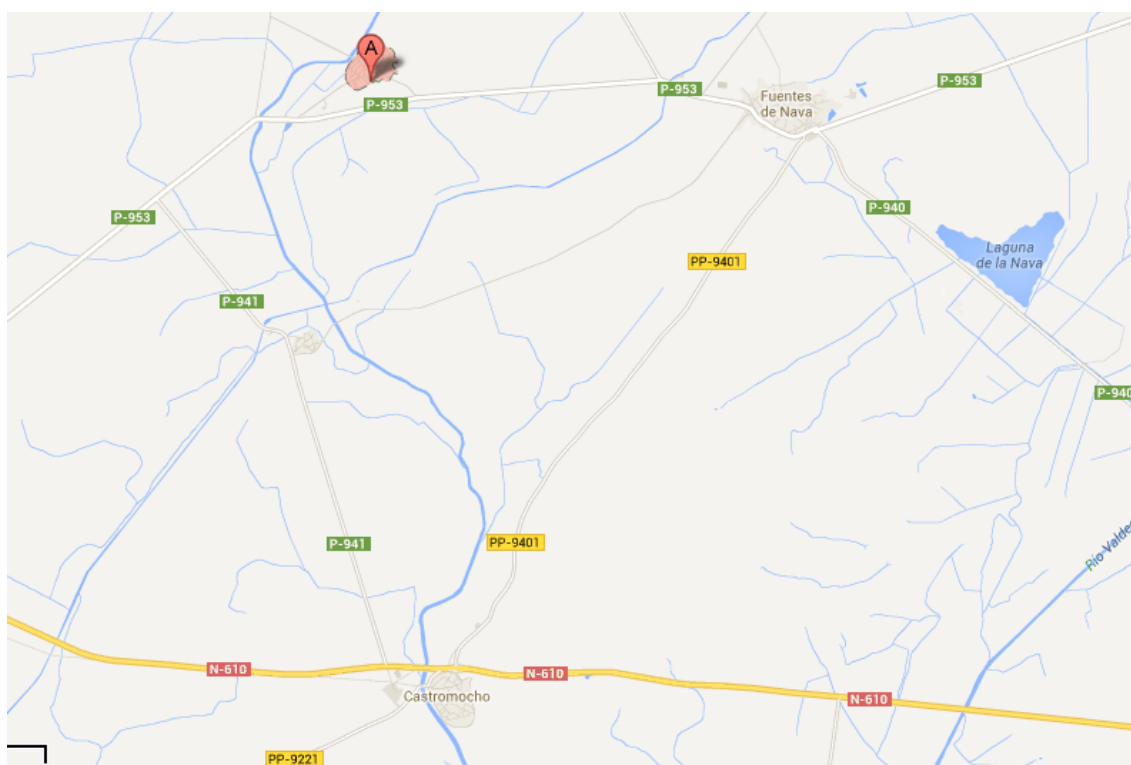 A
P-953
P-953
P-953
Fuentes
de Nava
P-953
P-940
Laguna
de la Nava
PP-9401
P-941
P-940
P-941
PP-9401
Río Valde
N-610
N-610
N-610
Castromocho
PP-9221